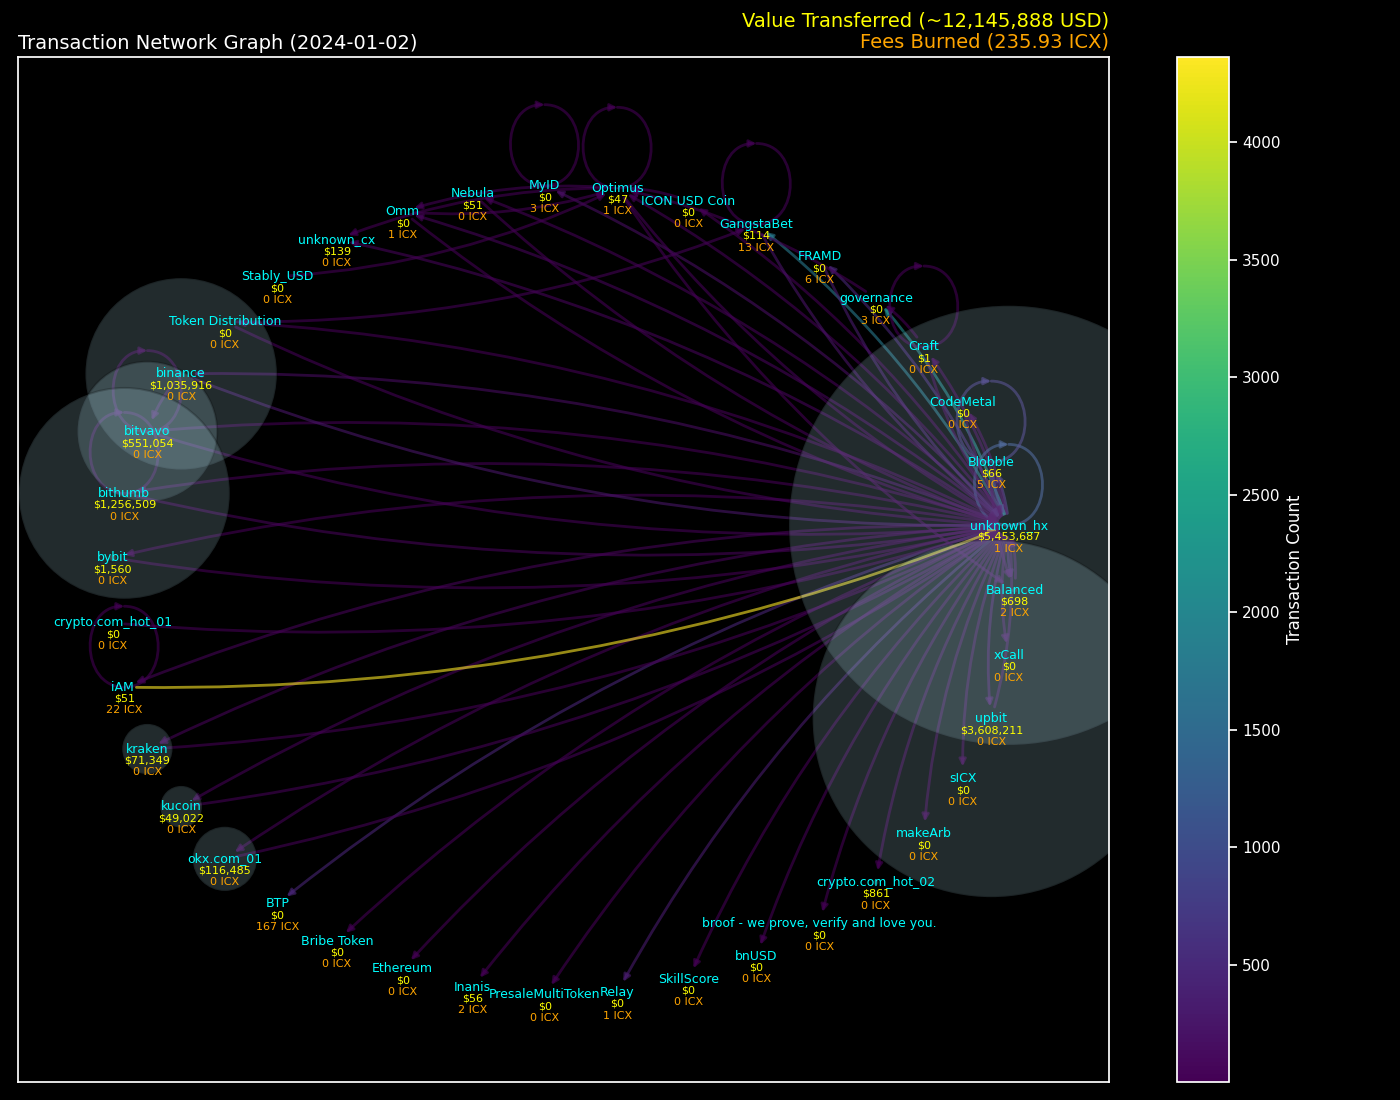 Value Transferred (~12,145,888 USD)
Transaction Network Graph (2024-01-02)
Fees Burned (235.93 ICX)
MyID
$0
3 ICX
Optimus
$47
1 ICX
Nebula
$51
0 ICX
ICON USD Coin
$0
0 ICX
Omm
$0
1 ICX
GangstaBet
$114
13 ICX
unknown_cx
$139
0 ICX
FRAMD
$0
6 ICX
Stably_USD
$0
0 ICX
governance
$0
3 ICX
Token Distribution
$0
0 ICX
Craft
$1
0 ICX
binance
$1,035,916
0 ICX
CodeMetal
$0
0 ICX
bitvavo
$551,054
0 ICX
Blobble
$66
5 ICX
bithumb
$1,256,509
0 ICX
unknown_hx
$5,453,687
1 ICX
bybit
$1,560
0 ICX
Balanced
$698
2 ICX
crypto.com_hot_01
$0
0 ICX
xCall
$0
0 ICX
iAM
$51
22 ICX
upbit
$3,608,211
0 ICX
kraken
$71,349
0 ICX
sICX
$0
0 ICX
kucoin
$49,022
0 ICX
makeArb
$0
0 ICX
okx.com_01
$116,485
0 ICX
crypto.com_hot_02
$861
0 ICX
BTP
$0
167 ICX
broof - we prove, verify and love you.
$0
0 ICX
Bribe Token
$0
0 ICX
bnUSD
$0
0 ICX
Ethereum
$0
0 ICX
SkillScore
$0
0 ICX
Inanis
$56
2 ICX
PresaleMultiToken
$0
0 ICX
Relay
$0
1 ICX
4000
3500
3000
2500
2000
1500
1000
500
Transaction Count